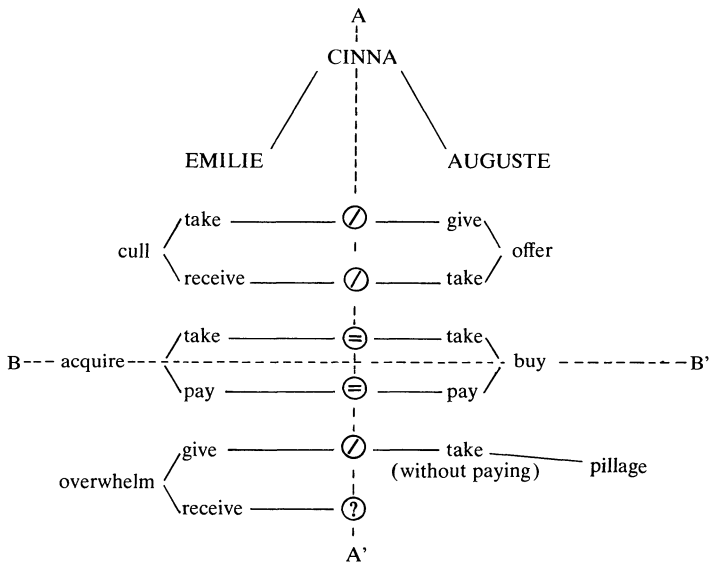 A
CINNA
EMILIE AUGUSTE
take / give
cull offer
receive / take
take = take
B acquire buy B'
pay = pay
give / take
(without paying) pillage
overwhelm
receive ?
A'